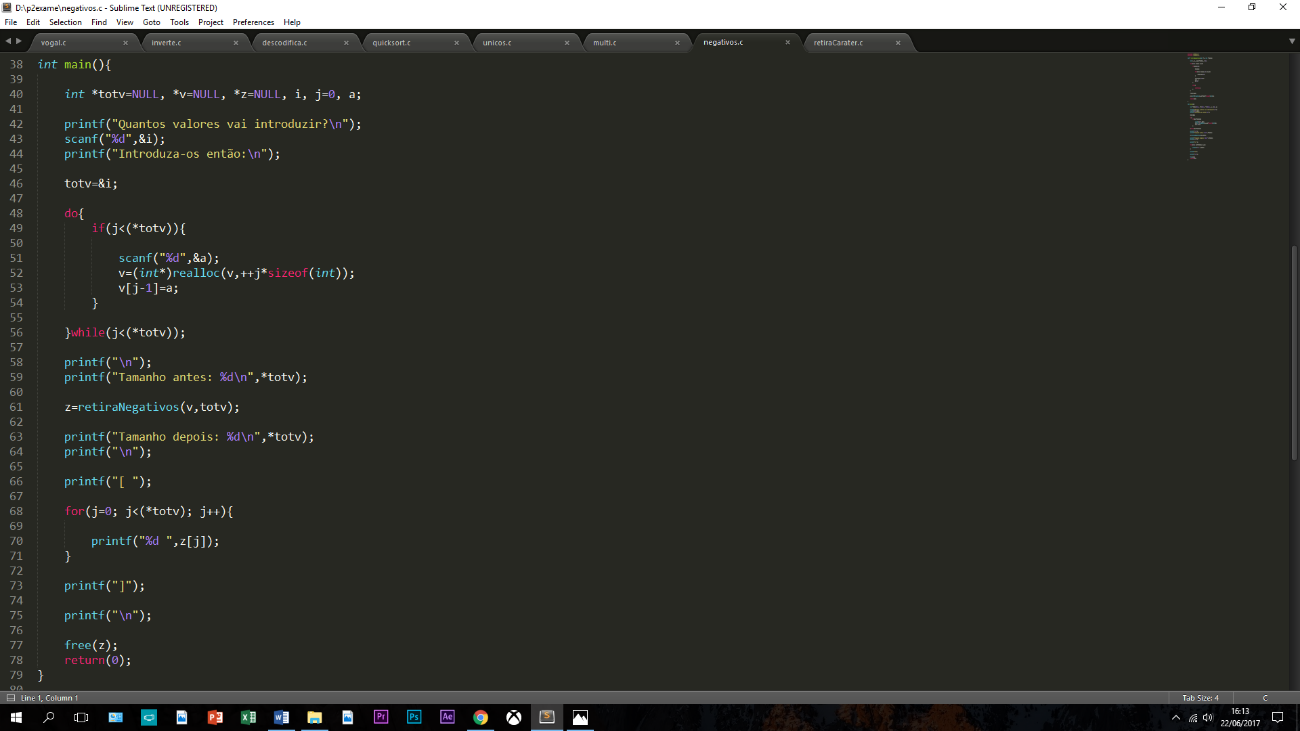 D:\p2exame\negativos.c - Sublime Text (UNREGISTERED)
File Edit Selection Find View Goto Tools Project Preferences Help
vogal.c × inverte.c × descodifica.c × quicksort.c × unicos.c × multi.c × negativos.c × retiraCarater.c ×
38 int main(){
39
40 int *totv=NULL, *v=NULL, *z=NULL, i, j=0, a;
41
42 printf("Quantos valores vai introduzir?\n");
43 scanf("%d",&i);
44 printf("Introduza-os então:\n");
45
46 totv=&i;
47
48 do{
49 if(j<(*totv)){
50
51 scanf("%d",&a);
52 v=(int*)realloc(v,++j*sizeof(int));
53 v[j-1]=a;
54 }
55
56 }while(j<(*totv));
57
58 printf("\n");
59 printf("Tamanho antes: %d\n",*totv);
60
61 z=retiraNegativos(v,totv);
62
63 printf("Tamanho depois: %d\n",*totv);
64 printf("\n");
65
66 printf("[ ");
67
68 for(j=0; j<(*totv); j++){
69
70 printf("%d ",z[j]);
71 }
72
73 printf("]");
74
75 printf("\n");
76
77 free(z);
78 return(0);
79 }
80
Line 1, Column 1 Tab Size: 4 C
16:13
22/06/2017